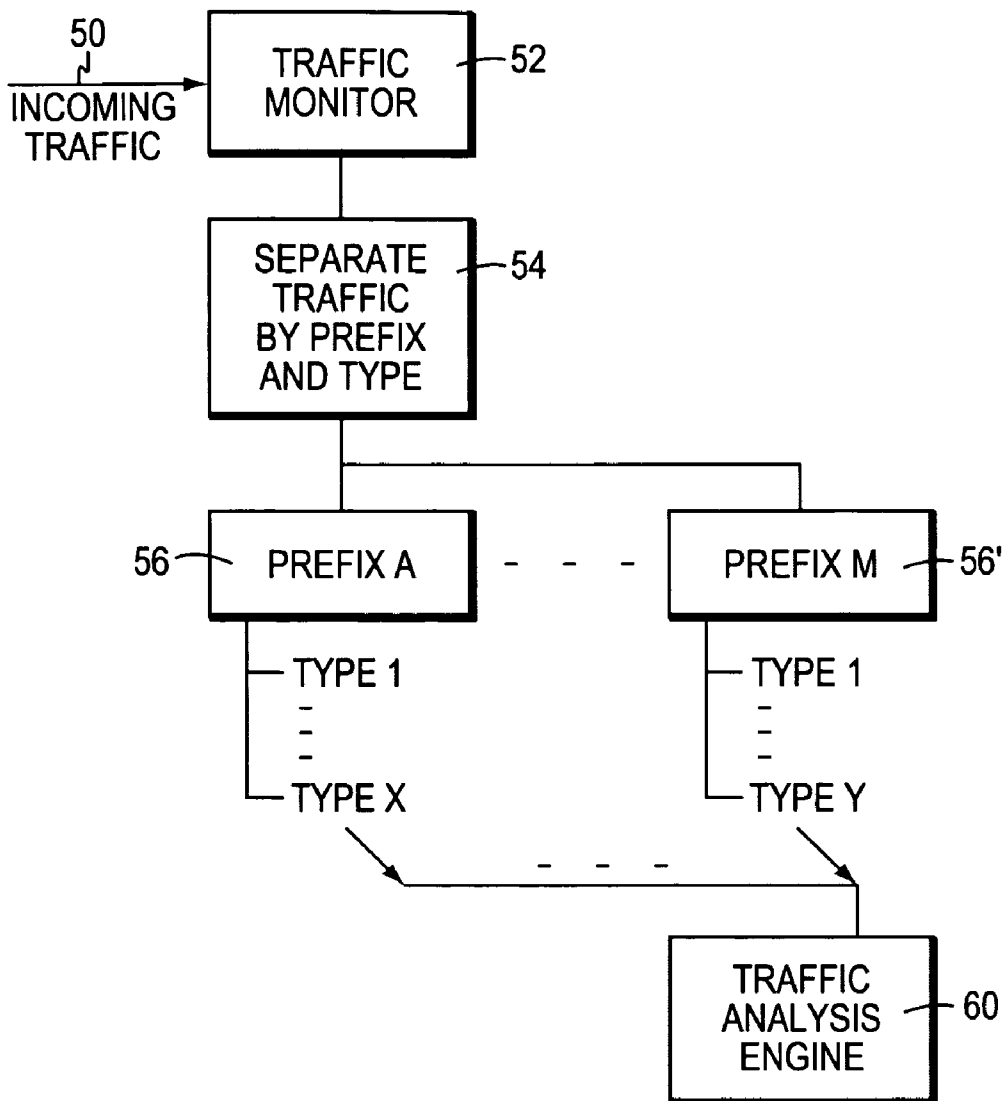 50
INCOMING
TRAFFIC
TRAFFIC
MONITOR
52
SEPARATE
TRAFFIC
BY PREFIX
AND TYPE
54
56
PREFIX A
- - -
PREFIX M
56'
TYPE 1
-
-
-
TYPE X
TYPE 1
-
-
-
TYPE Y
- - -
TRAFFIC
ANALYSIS
ENGINE
60